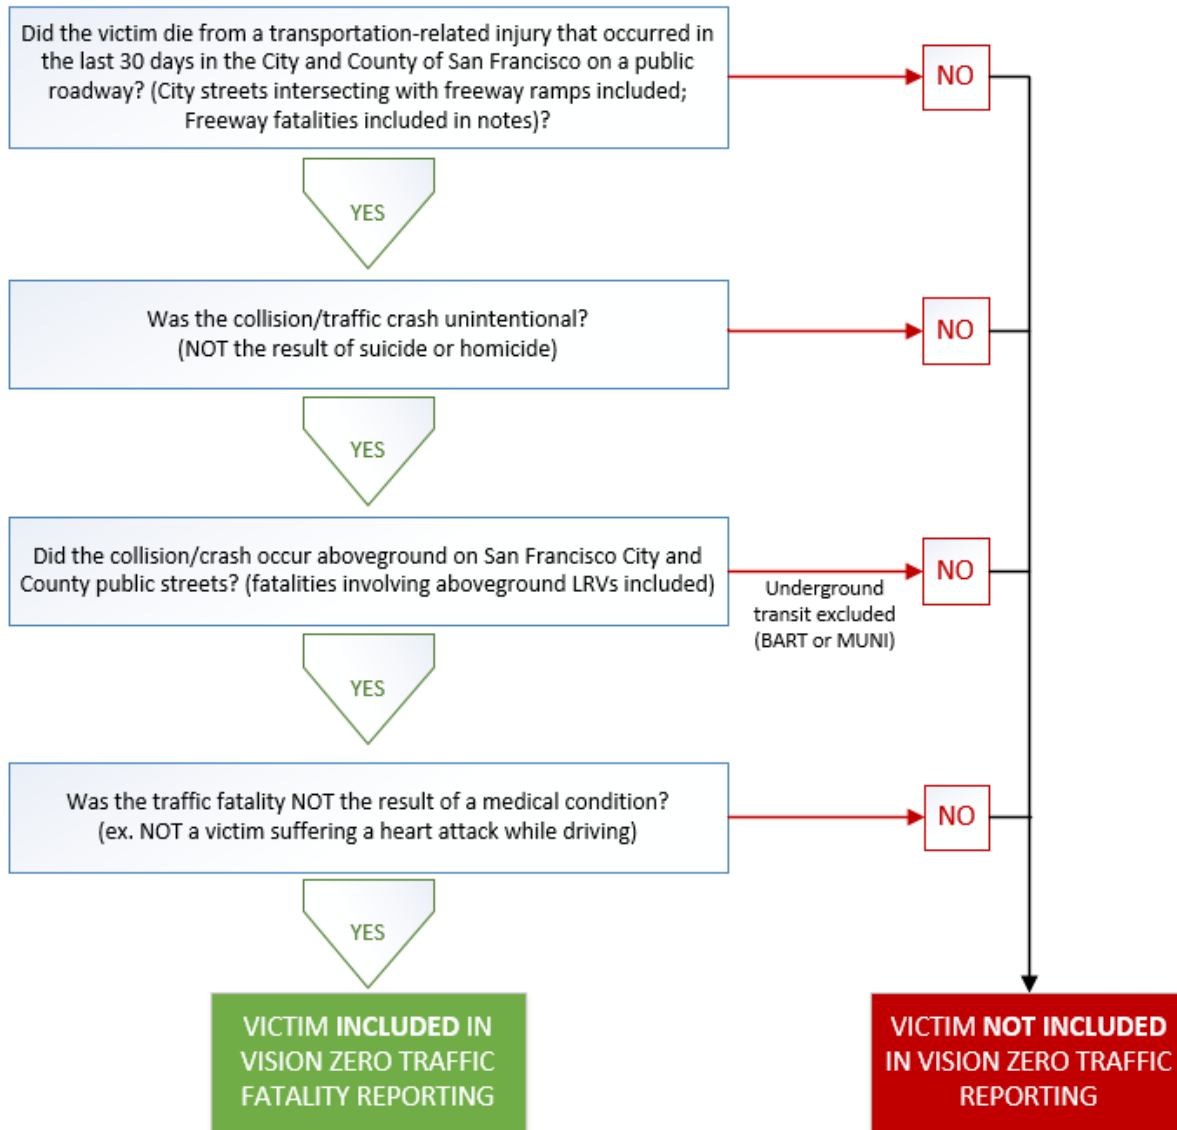 Did the victim die from a transportation-related injury that occurred in
the last 30 days in the City and County of San Francisco on a public
roadway? (City streets intersecting with freeway ramps included;
Freeway fatalities included in notes)?
NO
YES
Was the collision/traffic crash unintentional?
(NOT the result of suicide or homicide)
NO
YES
Did the collision/crash occur aboveground on San Francisco City and
County public streets? (fatalities involving aboveground LRVs included)
Underground
transit excluded
(BART or MUNI)
NO
YES
Was the traffic fatality NOT the result of a medical condition?
(ex. NOT a victim suffering a heart attack while driving)
NO
YES
VICTIM INCLUDED IN
VISION ZERO TRAFFIC
FATALITY REPORTING
VICTIM NOT INCLUDED
IN VISION ZERO TRAFFIC
REPORTING